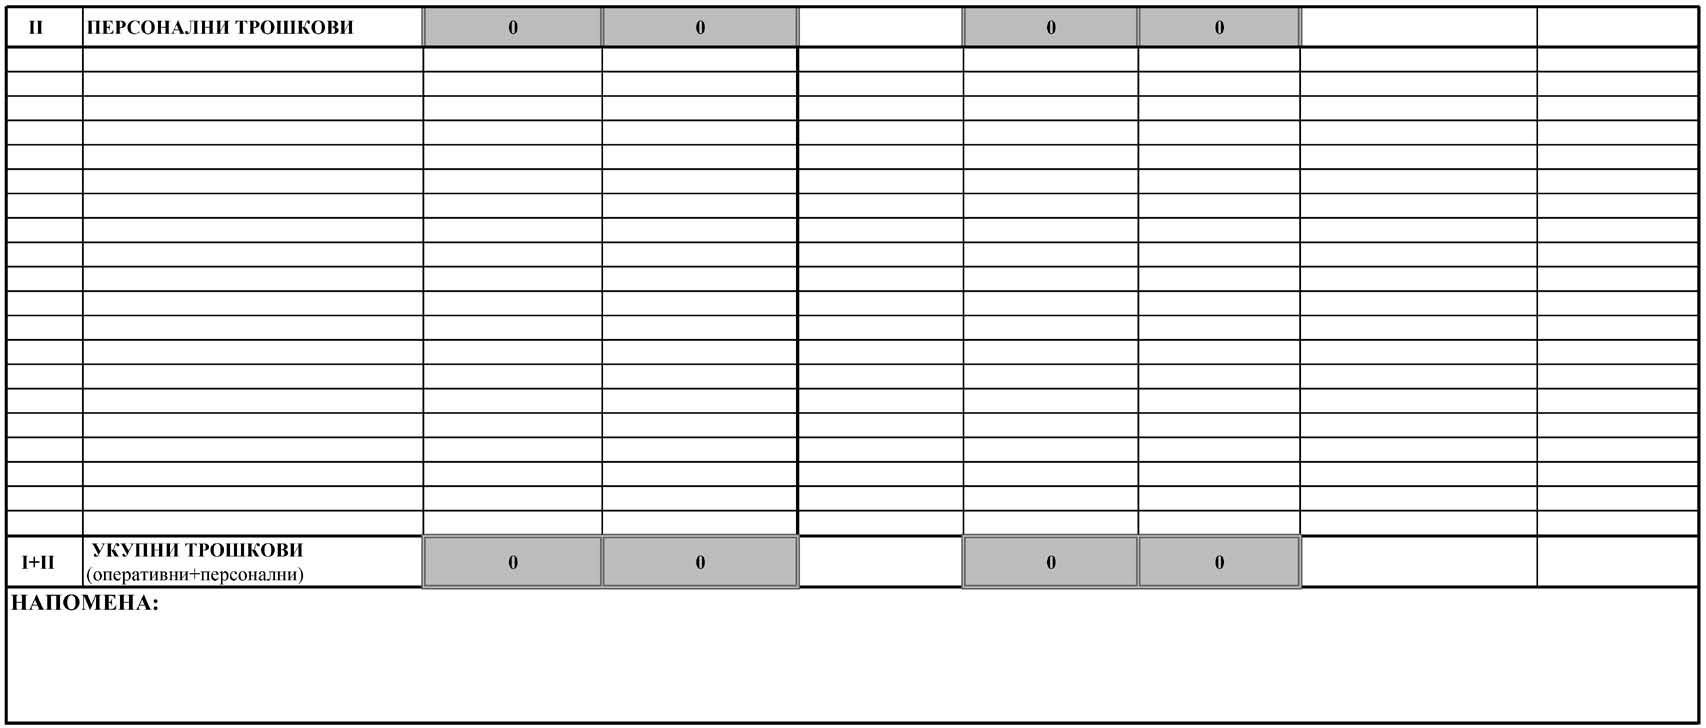 II ПЕРСОНАЛНИ ТРОШКОВИ 0 0 0 0
I+II УКУПНИ ТРОШКОВИ 0 0 0 0
(оперативни+персонални)
НАПОМЕНА: